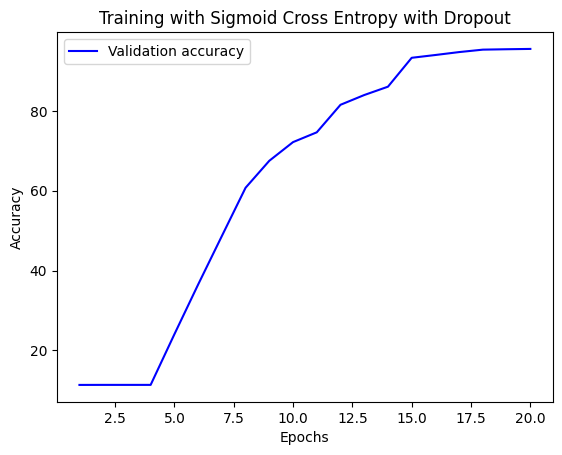 Training with Sigmoid Cross Entropy with Dropout
Validation accuracy
Accuracy
80
60
40
20
2.5 5.0 7.5 10.0 12.5 15.0 17.5 20.0
Epochs